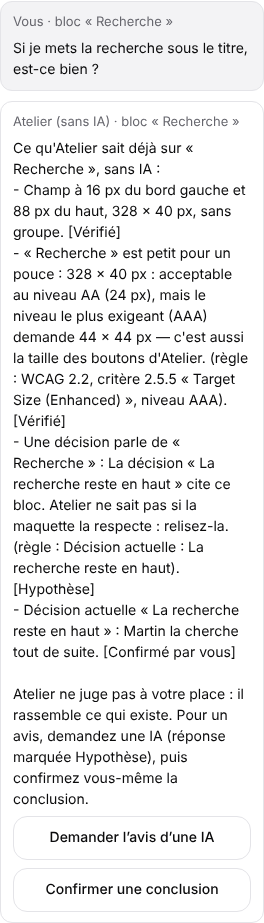 Vous · bloc « Recherche »
Si je mets la recherche sous le titre,
est-ce bien ?
Atelier (sans IA) · bloc « Recherche »
Ce qu'Atelier sait déjà sur «
Recherche », sans IA :
- Champ à 16 px du bord gauche et
88 px du haut, 328 × 40 px, sans
groupe. [Vérifié]
- « Recherche » est petit pour un
pouce : 328 × 40 px : acceptable
au niveau AA (24 px), mais le
niveau le plus exigeant (AAA)
demande 44 × 44 px — c'est aussi
la taille des boutons d'Atelier. (règle
: WCAG 2.2, critère 2.5.5 « Target
Size (Enhanced) », niveau AAA).
[Vérifié]
- Une décision parle de «
Recherche » : La décision « La
recherche reste en haut » cite ce
bloc. Atelier ne sait pas si la
maquette la respecte : relisez-la.
(règle : Décision actuelle : La
recherche reste en haut).
[Hypothèse]
- Décision actuelle « La recherche
reste en haut » : Martin la cherche
tout de suite. [Confirmé par vous]
Atelier ne juge pas à votre place : il
rassemble ce qui existe. Pour un
avis, demandez une IA (réponse
marquée Hypothèse), puis
confirmez vous-même la
conclusion.
Demander l’avis d’une IA
Confirmer une conclusion